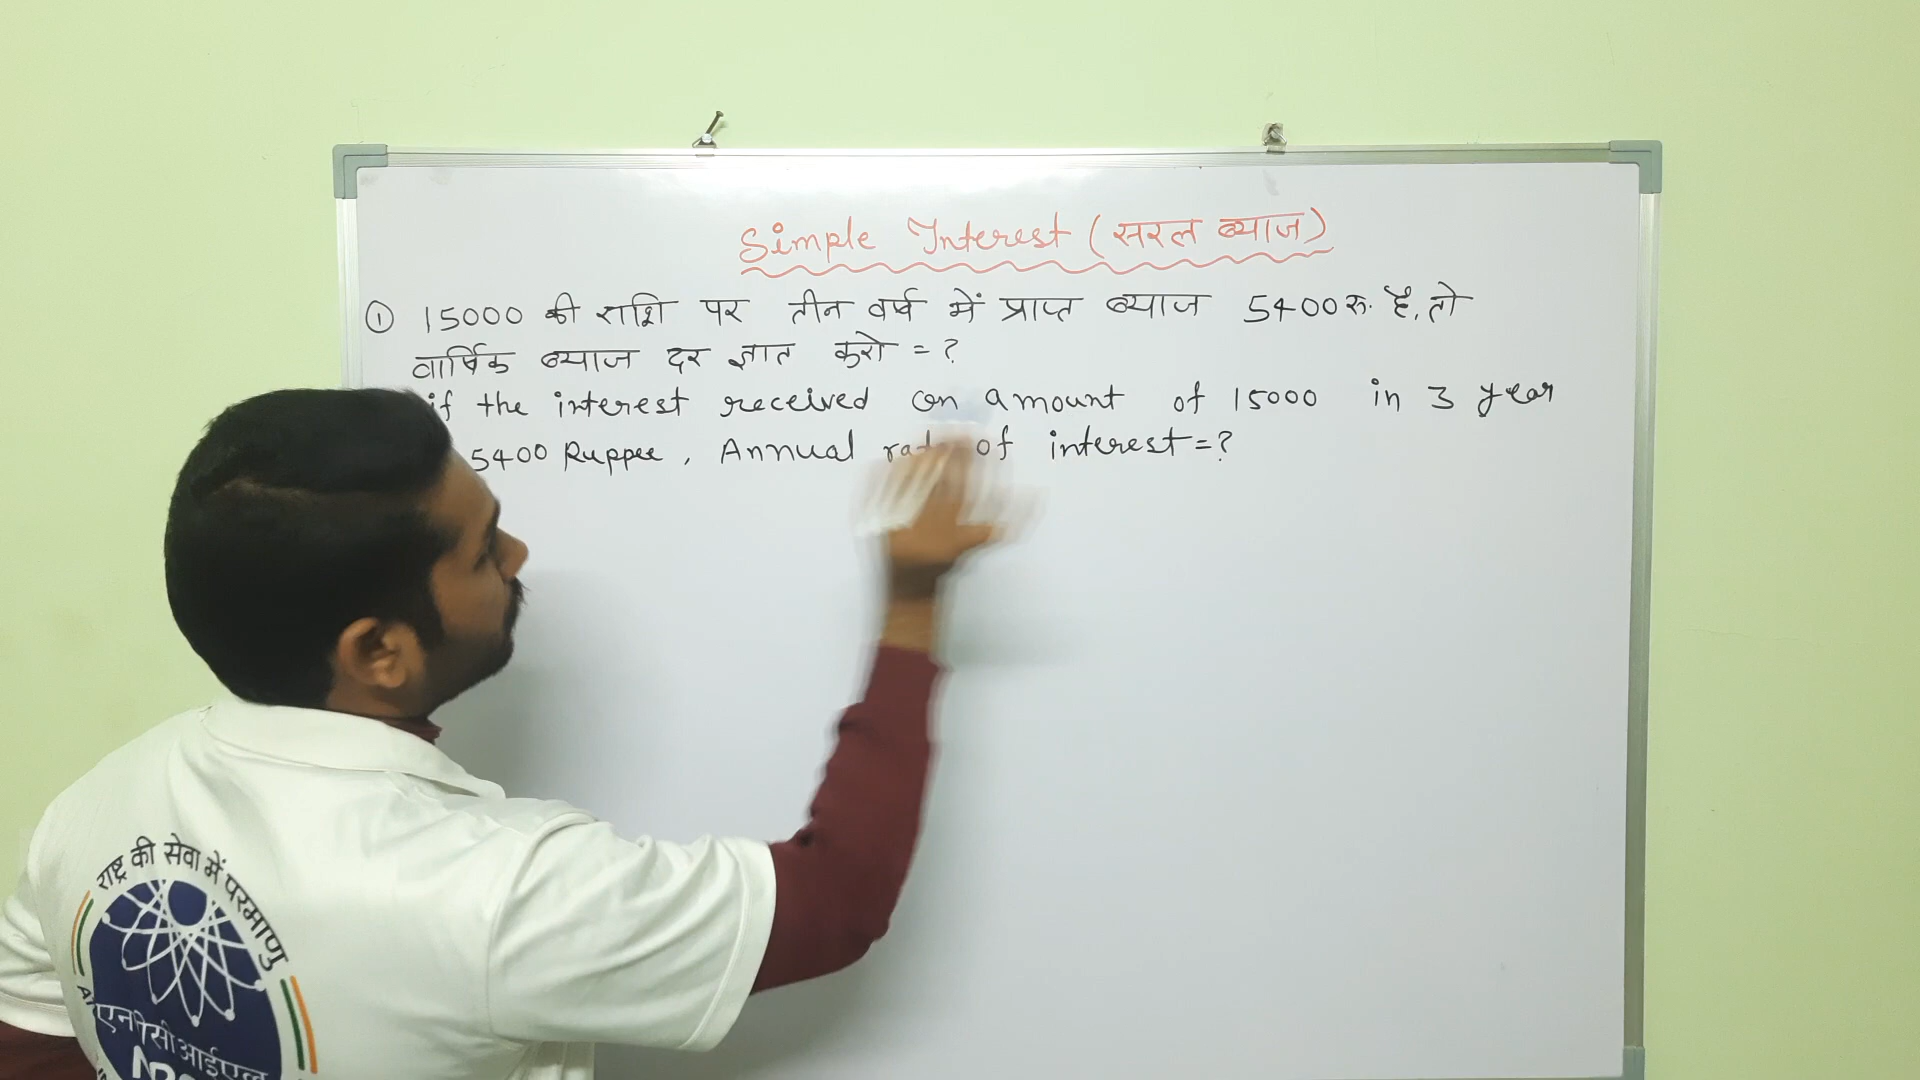 Simple Interest (सरल ब्याज)
① 15000 की राशि पर तीन वर्ष में प्राप्त ब्याज 5400 रू. है, तो
वार्षिक ब्याज दर ज्ञात करो = ?
if the interest received on amount of 15000 in 3 year
5400 Ruppee, Annual rate of interest = ?
राष्ट्र की सेवा में परमाणु
एनपीसीआईएल